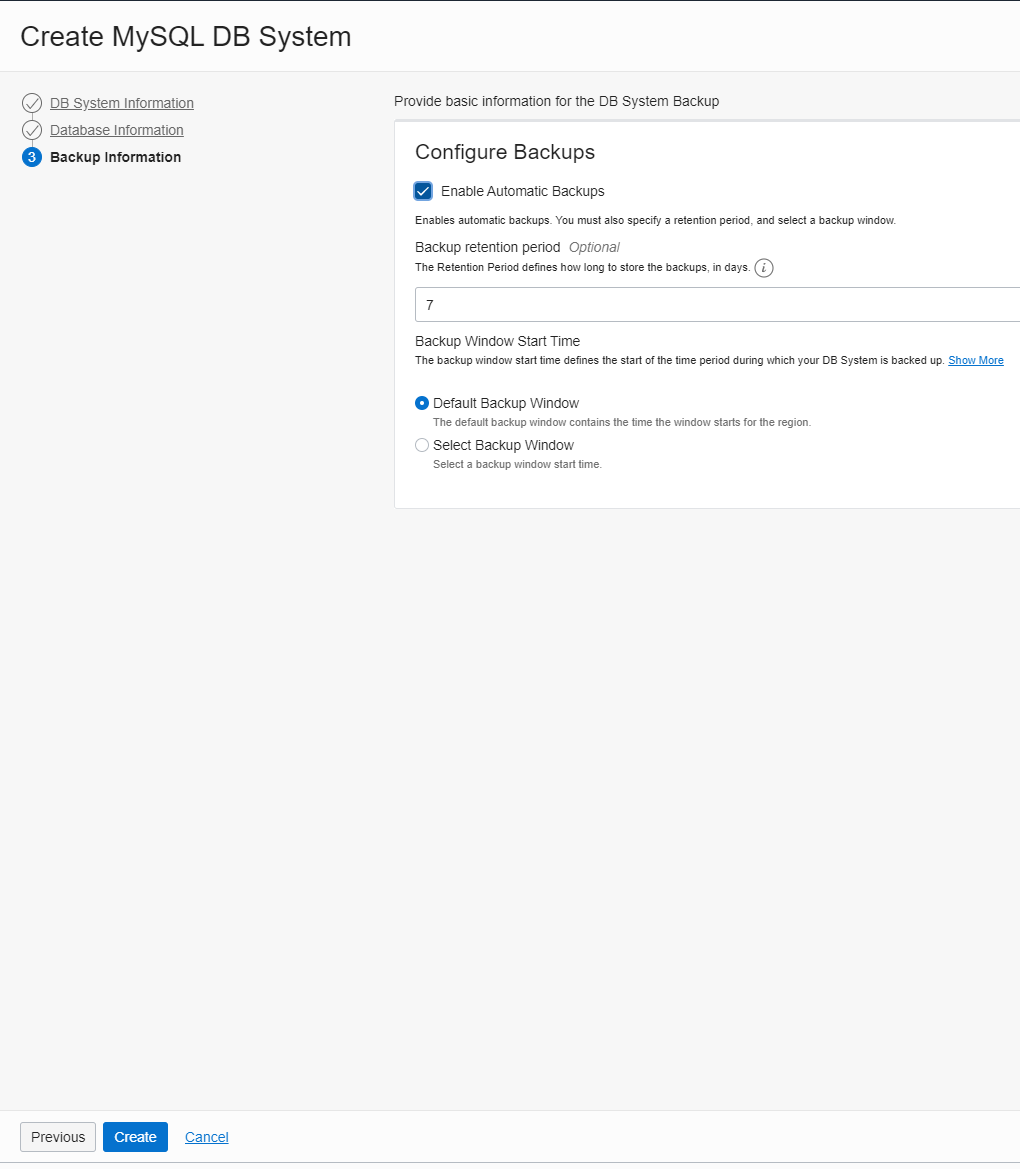 Create MySQL DB System
DB System Information
Database Information
3 Backup Information
Provide basic information for the DB System Backup
Configure Backups
Enable Automatic Backups
Enables automatic backups. You must also specify a retention period, and select a backup window.
Backup retention period Optional
The Retention Period defines how long to store the backups, in days. i
7
Backup Window Start Time
The backup window start time defines the start of the time period during which your DB System is backed up. Show More
Default Backup Window
The default backup window contains the time the window starts for the region.
Select Backup Window
Select a backup window start time.
Previous Create Cancel